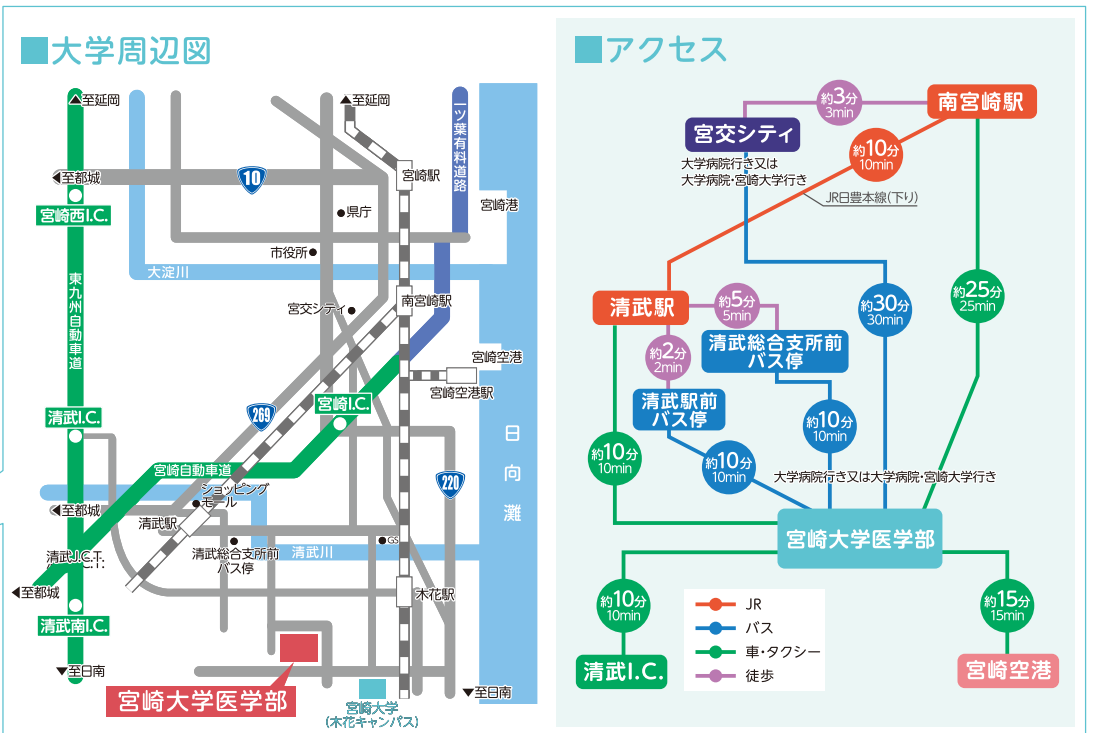 大学周辺図
▲至延岡
▲至延岡
一ツ葉有料道路
◀至都城
10
宮崎駅
宮崎西I.C.
県庁
宮崎港
市役所
大淀川
東九州自動車道
宮交シティ
南宮崎駅
宮崎空港
宮崎空港駅
清武I.C.
269
宮崎I.C.
日向灘
宮崎自動車道
220
ショッピング
モール
◀至都城
清武駅
清武総合支所前
バス停
清武川
GS
清武J.C.T.
◀至都城
木花駅
清武南I.C.
▼至日南
宮崎大学医学部
宮崎大学
(木花キャンパス)
▼至日南
アクセス
約3分
3min
南宮崎駅
宮交シティ
大学病院行き又は
大学病院・宮崎大学行き
約10分
10min
JR日豊本線(下り)
約25分
25min
清武駅
約5分
5min
約30分
30min
清武総合支所前
バス停
約2分
2min
清武駅前
バス停
約10分
10min
約10分
10min
約10分
10min
大学病院行き又は大学病院・宮崎大学行き
宮崎大学医学部
約10分
10min
約15分
15min
清武I.C.
宮崎空港
JR
バス
車・タクシー
徒歩